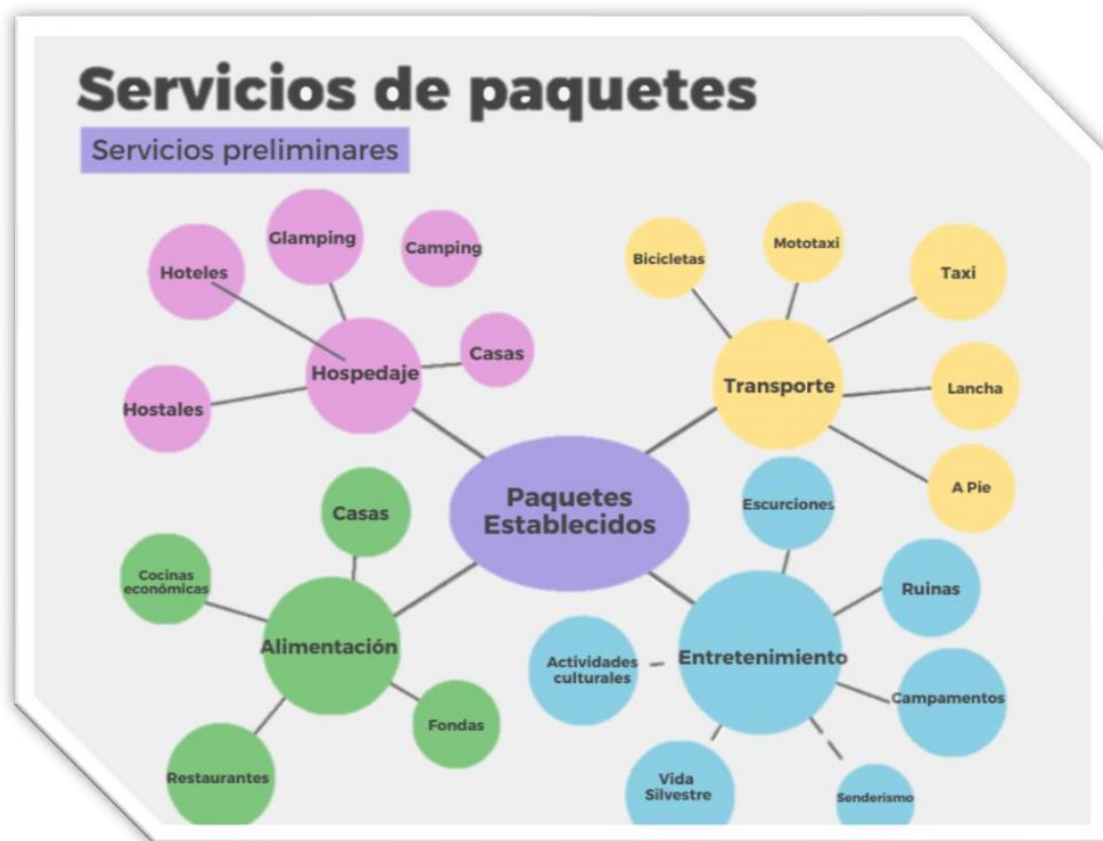 Servicios de paquetes
Servicios preliminares
Glamping
Camping
Hoteles
Casas
Hospedaje
Hostales
Bicicletas
Mototaxi
Taxi
Transporte
Lancha
A Pie
Paquetes
Establecidos
Casas
Cocinas
económicas
Alimentación
Fondas
Restaurantes
Escurciones
Ruinas
Actividades
culturales
Entretenimiento
Campamentos
Vida
Silvestre
Senderismo